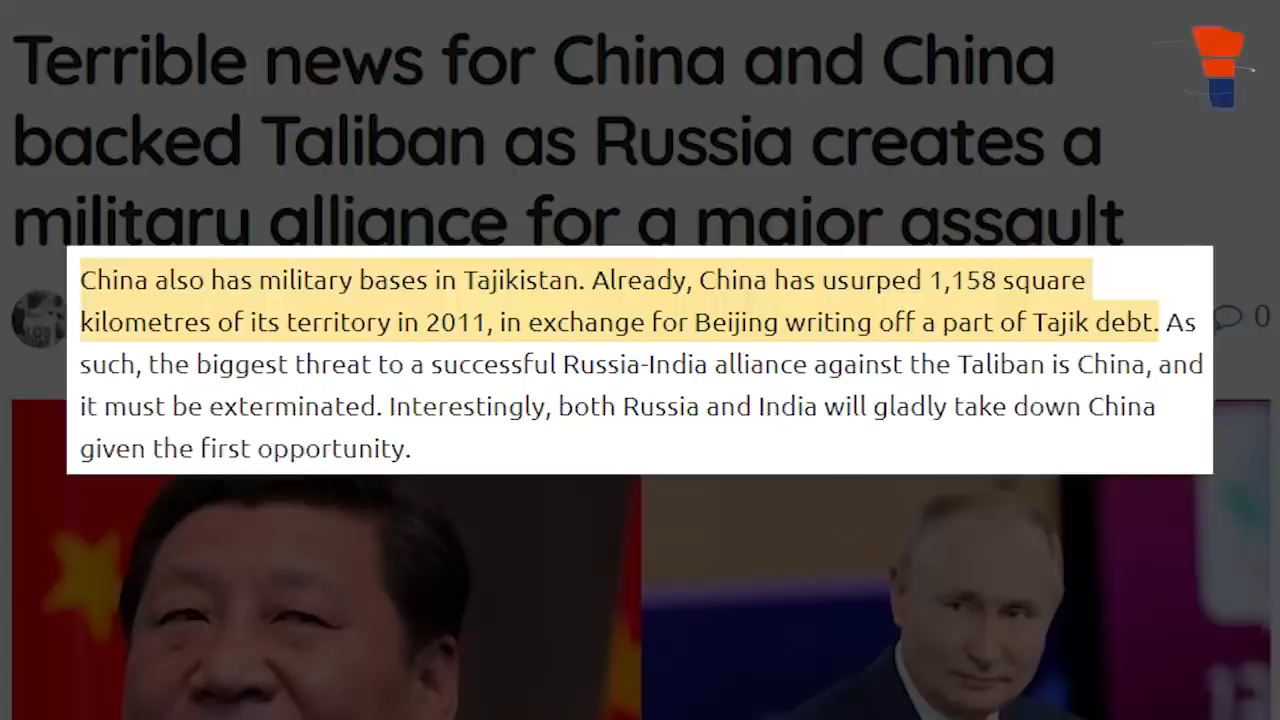 Terrible news for China and China
backed Taliban as Russia creates a
military alliance for a major assault
China also has military bases in Tajikistan. Already, China has usurped 1,158 square
kilometres of its territory in 2011, in exchange for Beijing writing off a part of Tajik debt. As
such, the biggest threat to a successful Russia-India alliance against the Taliban is China, and
it must be exterminated. Interestingly, both Russia and India will gladly take down China
given the first opportunity.
0